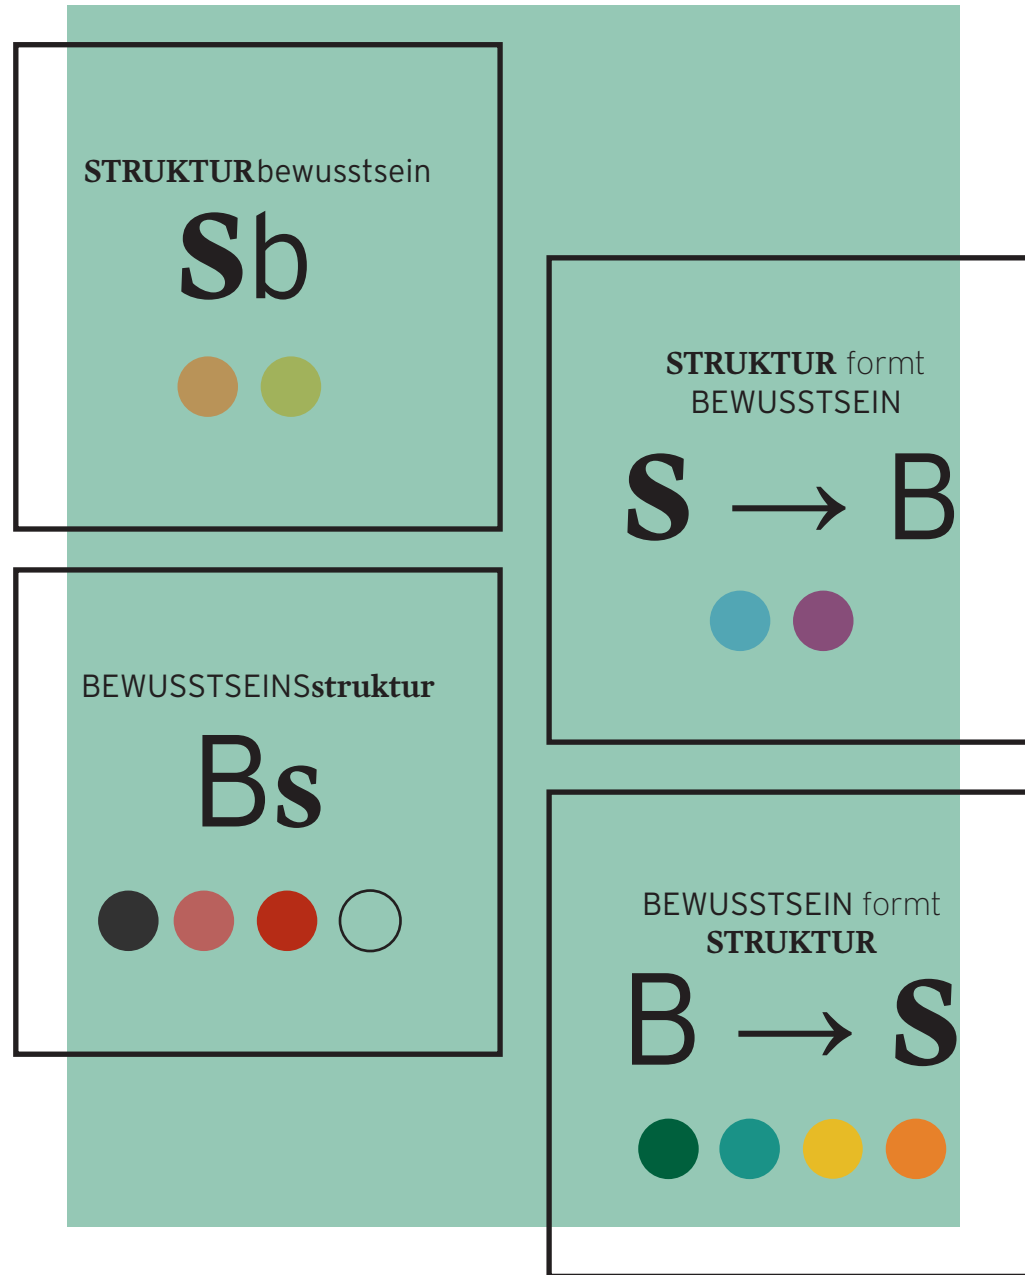 STRUKTURbewusstsein
Sb
STRUKTUR formt
BEWUSSTSEIN
S → B
BEWUSSTSEINSstruktur
Bs
BEWUSSTSEIN formt
STRUKTUR
B → S